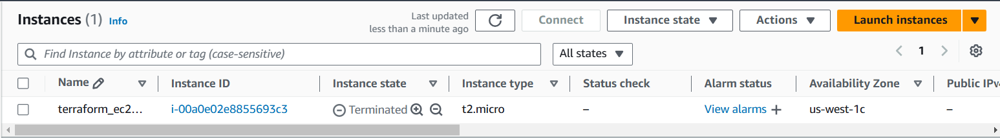 Instances (1) Info
Last updated
less than a minute ago
Connect
Instance state
Actions
Launch instances
Find Instance by attribute or tag (case-sensitive)
All states
1
Name Instance ID Instance state Instance type Status check Alarm status Availability Zone Public IPv4
terraform_ec2... i-00a0e02e8855693c3 Terminated t2.micro – View alarms + us-west-1c –